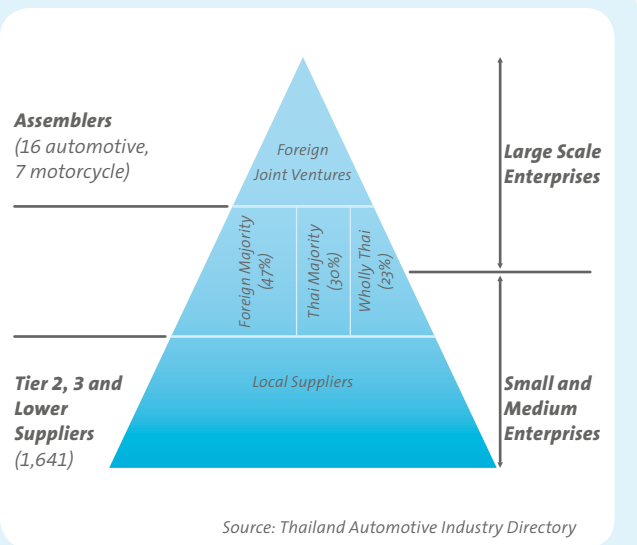 Assemblers
(16 automotive,
7 motorcycle)
Foreign
Joint Ventures
Large Scale
Enterprises
Foreign Majority
(47%)
Thai Majority
(30%)
Wholly Thai
(23%)
Tier 2, 3 and
Lower
Suppliers
(1,641)
Local Suppliers
Small and
Medium
Enterprises
Source: Thailand Automotive Industry Directory